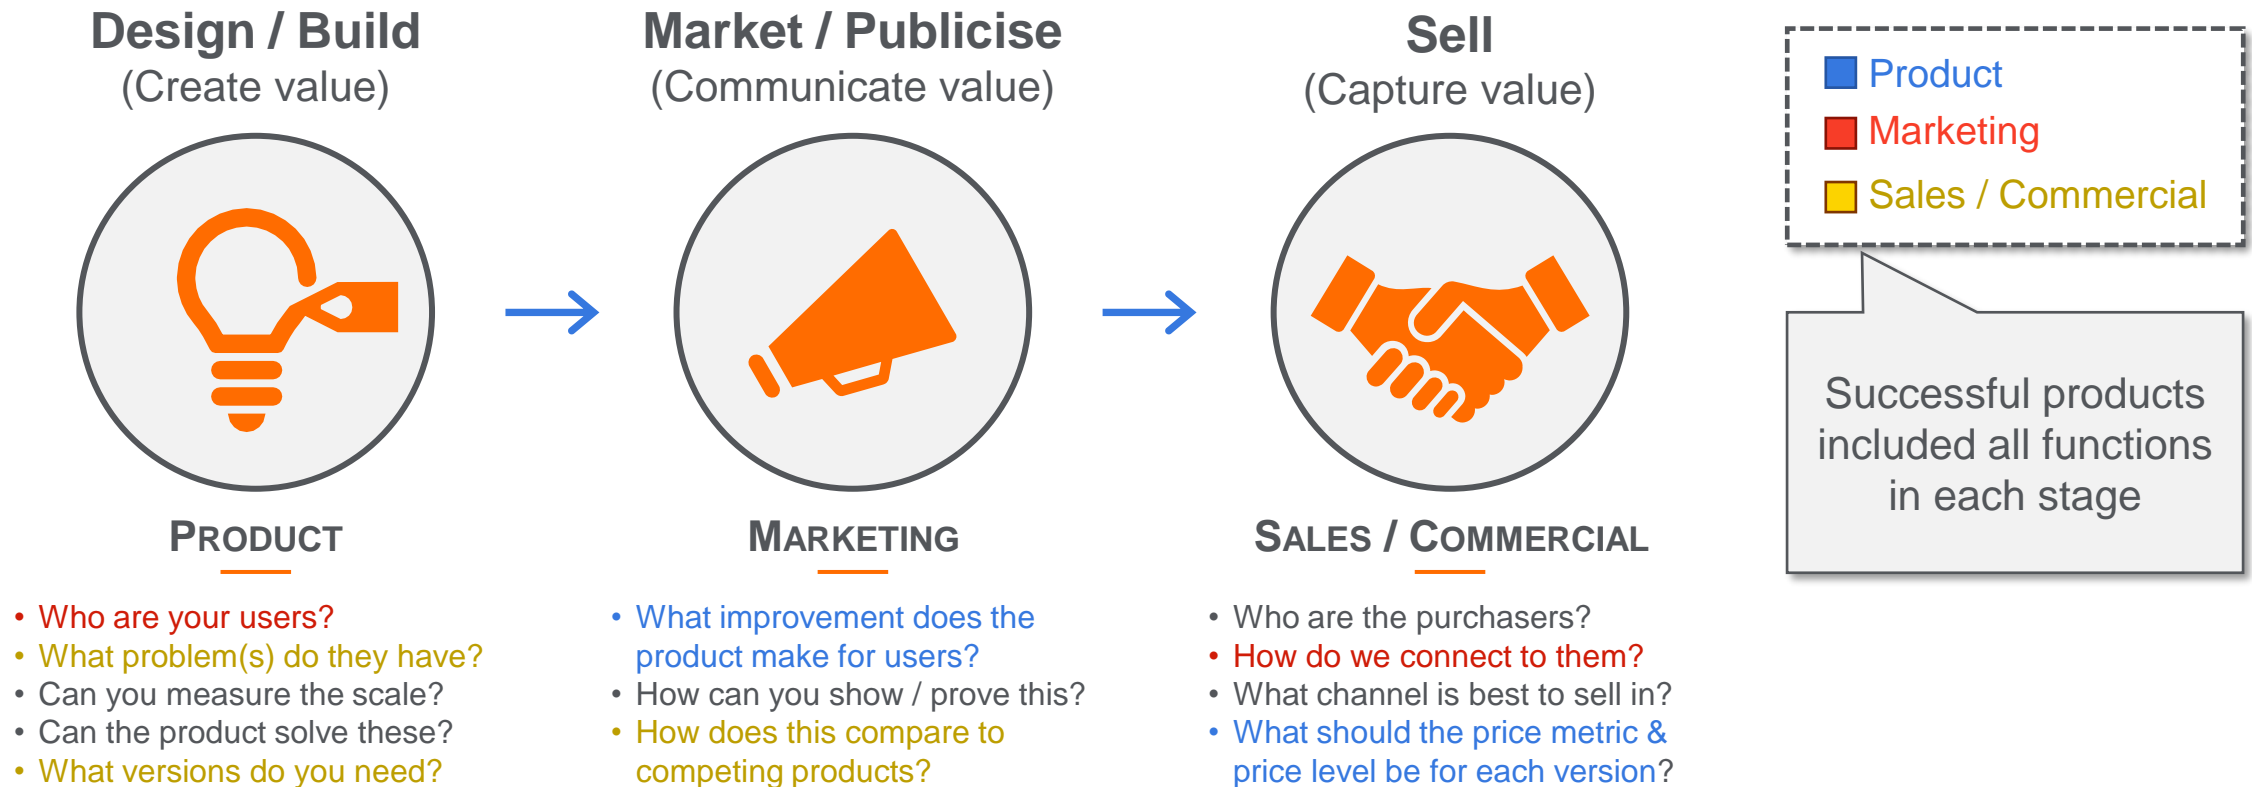 Design / Build
(Create value)
PRODUCT
• Who are your users?
• What problem(s) do they have?
• Can you measure the scale?
• Can the product solve these?
• What versions do you need?
Market / Publicise
(Communicate value)
MARKETING
• What improvement does the
product make for users?
• How can you show / prove this?
• How does this compare to
competing products?
Sell
(Capture value)
SALES / COMMERCIAL
• Who are the purchasers?
• How do we connect to them?
• What channel is best to sell in?
• What should the price metric &
price level be for each version?
Product
Marketing
Sales / Commercial
Successful products
included all functions
in each stage